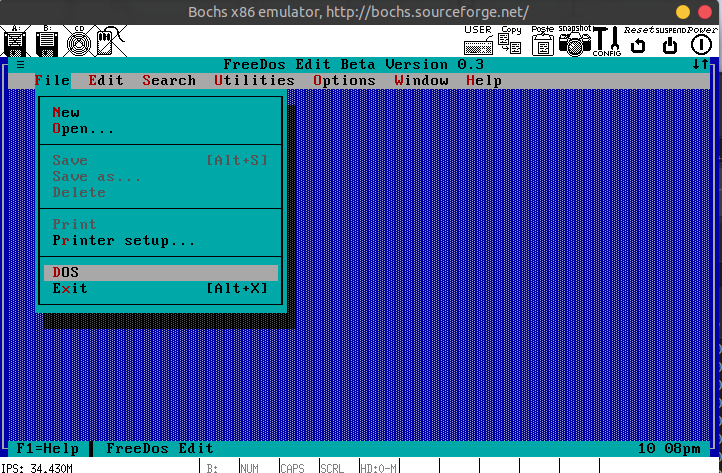 Bochs x86 emulator, http://bochs.sourceforge.net/
A: B: CD USER Copy Paste snapshot CONFIG Reset SUSPEND Power
≡ FreeDos Edit Beta Version 0.3 ↓↑
File Edit Search Utilities Options Window Help
New
Open...
Save [Alt+S]
Save as...
Delete
Print
Printer setup...
DOS
Exit [Alt+X]
F1=Help FreeDos Edit 10 08pm
IPS: 34.430M B: NUM CAPS SCRL HD:0-M